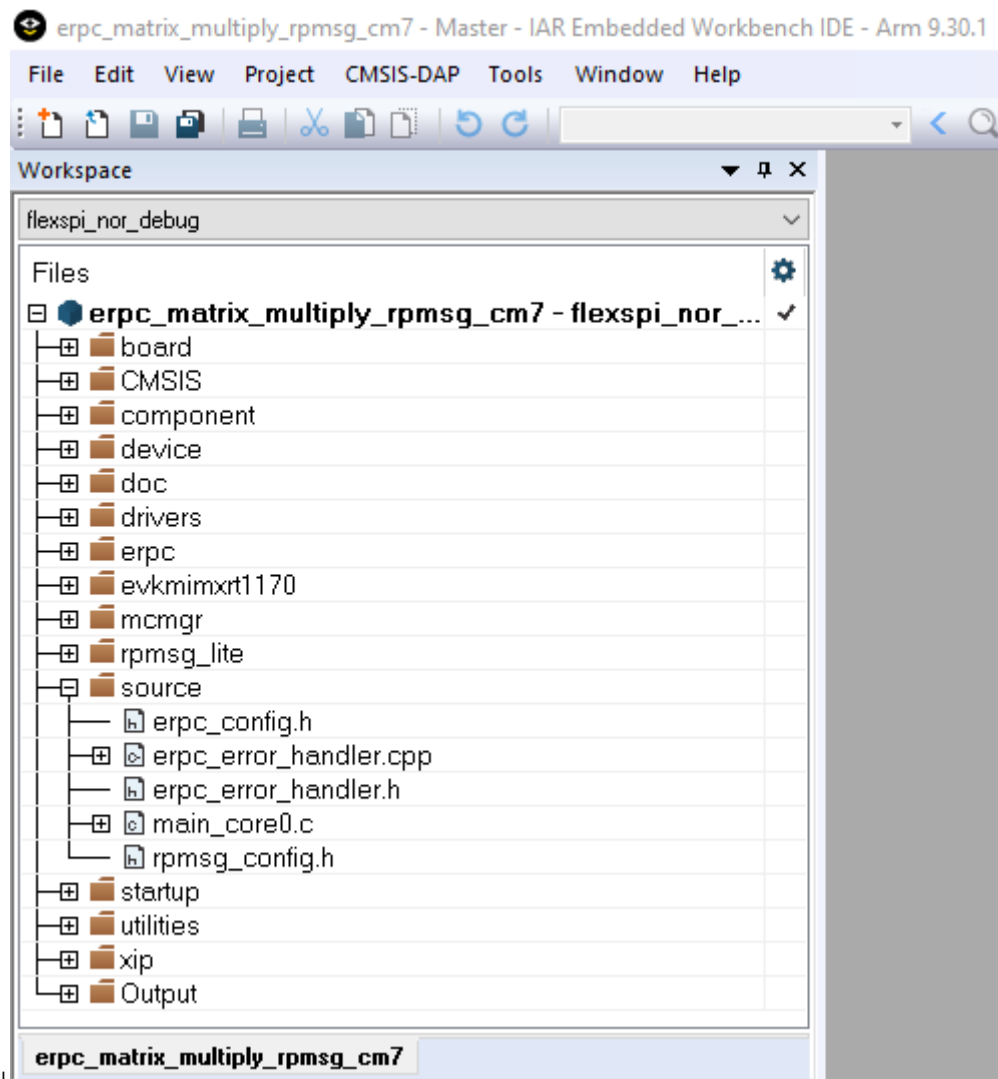 erpc_matrix_multiply_rpmsg_cm7 - Master - IAR Embedded Workbench IDE - Arm 9.30.1
File Edit View Project CMSIS-DAP Tools Window Help
Workspace
flexspi_nor_debug
Files
erpc_matrix_multiply_rpmsg_cm7 - flexspi_nor_...
board
CMSIS
component
device
doc
drivers
erpc
evkmimxrt1170
mcmgr
rpmsg_lite
source
erpc_config.h
erpc_error_handler.cpp
erpc_error_handler.h
main_core0.c
rpmsg_config.h
startup
utilities
xip
Output
erpc_matrix_multiply_rpmsg_cm7